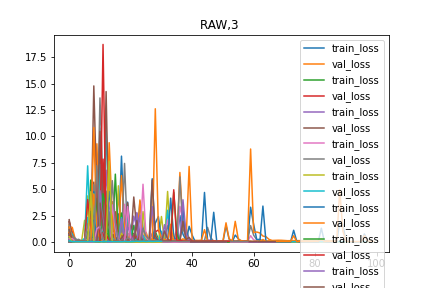 RAW,3
17.5
15.0
12.5
10.0
7.5
5.0
2.5
0.0
0
20
40
60
80
100
train_loss
val_loss
train_loss
val_loss
train_loss
val_loss
train_loss
val_loss
train_loss
val_loss
train_loss
val_loss
train_loss
val_loss
train_loss
val_loss